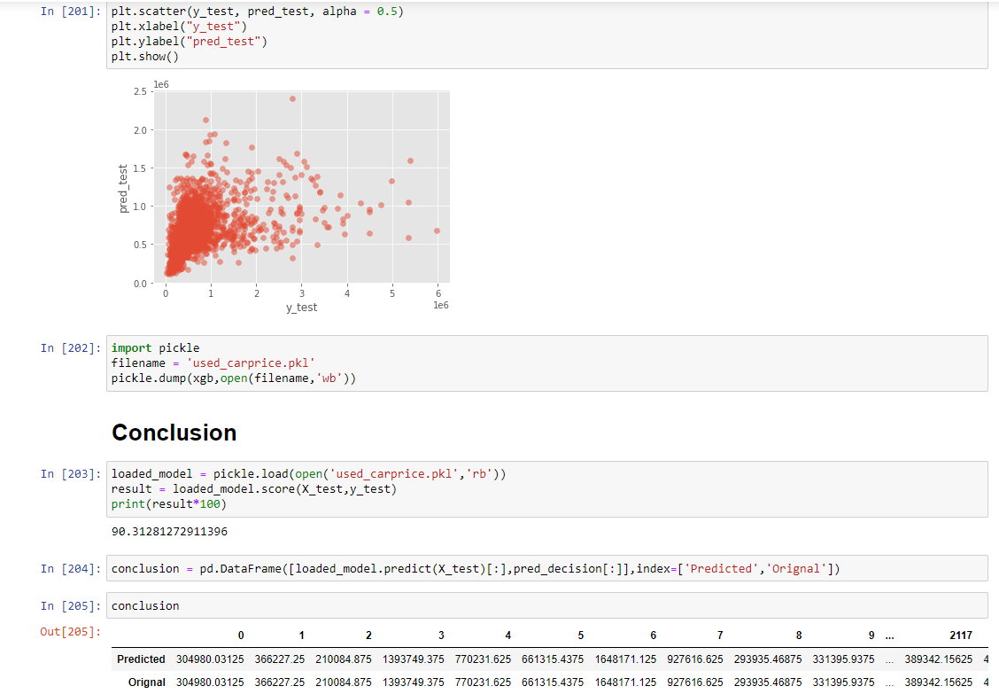 In [201]: plt.scatter(y_test, pred_test, alpha = 0.5)
plt.xlabel("y_test")
plt.ylabel("pred_test")
plt.show()
1e6
2.5
2.0
1.5
1.0
0.5
0.0
pred_test
0 1 2 3 4 5 6
1e6
y_test
In [202]: import pickle
filename = 'used_carprice.pkl'
pickle.dump(xgb,open(filename,'wb'))
Conclusion
In [203]: loaded_model = pickle.load(open('used_carprice.pkl','rb'))
result = loaded_model.score(X_test,y_test)
print(result*100)
90.31281272911396
In [204]: conclusion = pd.DataFrame([loaded_model.predict(X_test)[:],pred_decision[:]],index=['Predicted','Orignal'])
In [205]: conclusion
Out[205]:
0 1 2 3 4 5 6 7 8 9 ... 2117
Predicted 304980.03125 366227.25 210084.875 1393749.375 770231.625 661315.4375 1648171.125 927616.625 293935.46875 331395.9375 ... 389342.15625 4
Orignal 304980.03125 366227.25 210084.875 1393749.375 770231.625 661315.4375 1648171.125 927616.625 293935.46875 331395.9375 ... 389342.15625 4